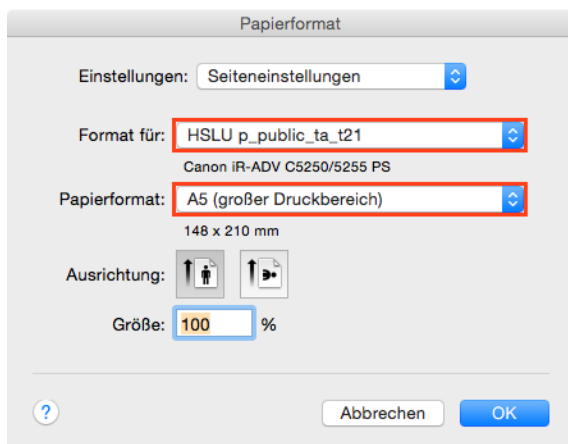 Papierformat
Einstellungen: Seiteneinstellungen
Format für: HSLU p_public_ta_t21
Canon iR-ADV C5250/5255 PS
Papierformat: A5 (großer Druckbereich)
148 x 210 mm
Ausrichtung:
Größe: 100 %
? Abbrechen OK